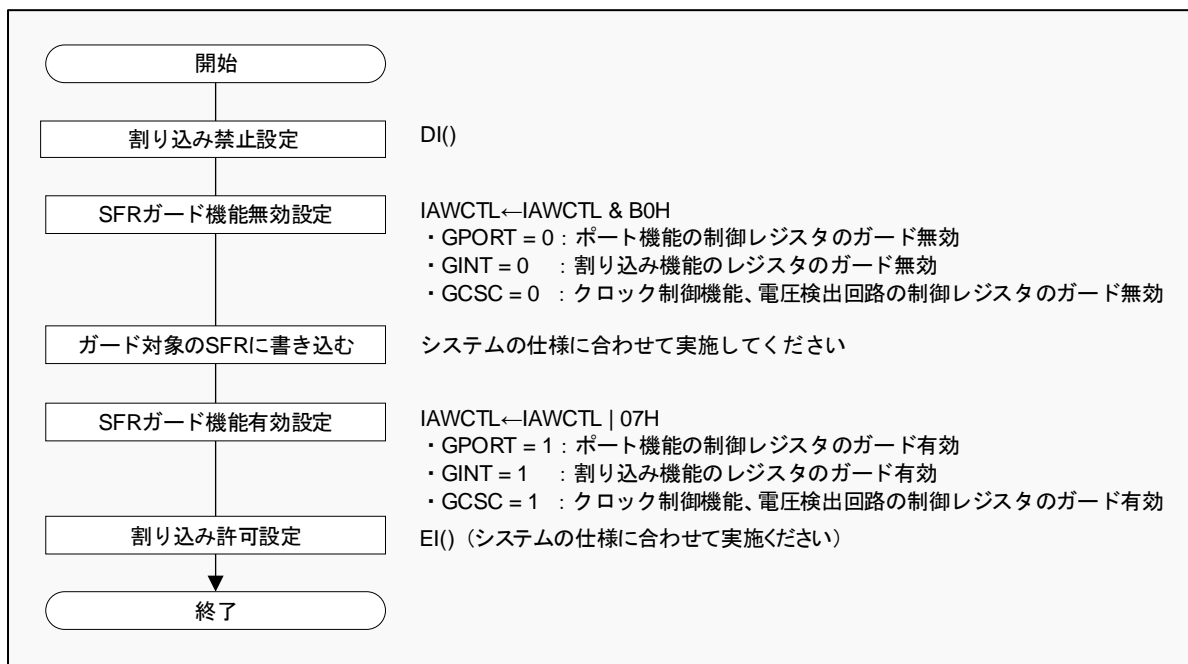 開始
割り込み禁止設定
DI()
SFRガード機能無効設定
IAWCTL←IAWCTL & B0H
・GPORT = 0：ポート機能の制御レジスタのガード無効
・GINT = 0 ：割り込み機能のレジスタのガード無効
・GCSC = 0 ：クロック制御機能、電圧検出回路の制御レジスタのガード無効
ガード対象のSFRに書き込む
システムの仕様に合わせて実施してください
SFRガード機能有効設定
IAWCTL←IAWCTL | 07H
・GPORT = 1：ポート機能の制御レジスタのガード有効
・GINT = 1 ：割り込み機能のレジスタのガード有効
・GCSC = 1 ：クロック制御機能、電圧検出回路の制御レジスタのガード有効
割り込み許可設定
EI()（システムの仕様に合わせて実施ください）
終了